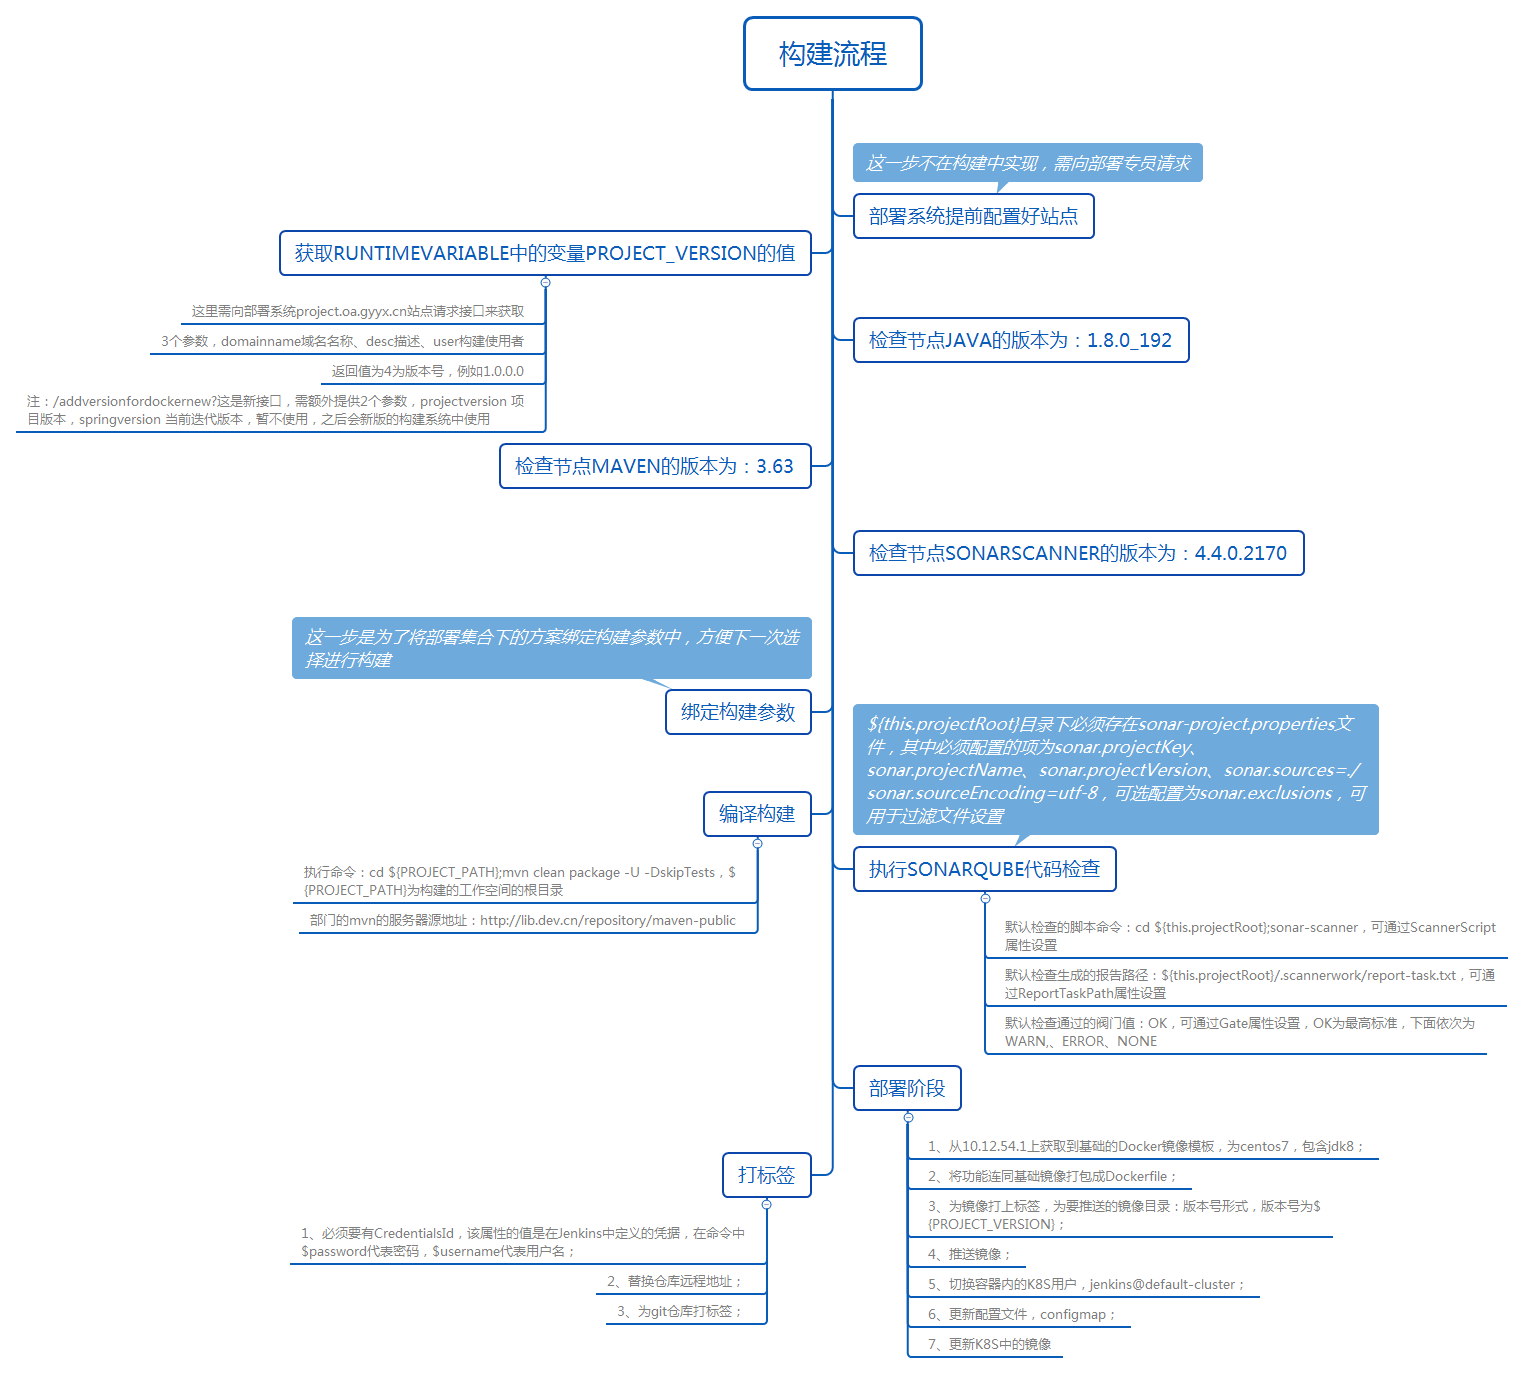 构建流程
这一步不在构建中实现，需向部署专员请求
部署系统提前配置好站点
获取RUNTIMEVARIABLE中的变量PROJECT_VERSION的值
这里需向部署系统project.oa.gyyx.cn站点请求接口来获取
3个参数，domainname域名名称、desc描述、user构建使用者
返回值为4为版本号，例如1.0.0.0
注：/addversionfordockernew?这是新接口，需额外提供2个参数，projectversion 项
目版本，springversion 当前迭代版本，暂不使用，之后会新版的构建系统中使用
检查节点JAVA的版本为：1.8.0_192
检查节点MAVEN的版本为：3.63
检查节点SONARSCANNER的版本为：4.4.0.2170
这一步是为了将部署集合下的方案绑定构建参数中，方便下一次选
择进行构建
绑定构建参数
${this.projectRoot}目录下必须存在sonar-project.properties文
件，其中必须配置的项为sonar.projectKey、
sonar.projectName、sonar.projectVersion、sonar.sources=./
sonar.sourceEncoding=utf-8，可选配置为sonar.exclusions，可
用于过滤文件设置
编译构建
执行命令：cd ${PROJECT_PATH};mvn clean package -U -DskipTests，$
{PROJECT_PATH}为构建的工作空间的根目录
部门的mvn的服务器源地址：http://lib.dev.cn/repository/maven-public
执行SONARQUBE代码检查
默认检查的脚本命令：cd ${this.projectRoot};sonar-scanner，可通过ScannerScript
属性设置
默认检查生成的报告路径：${this.projectRoot}/.scannerwork/report-task.txt，可通
过ReportTaskPath属性设置
默认检查通过的阀门值：OK，可通过Gate属性设置，OK为最高标准，下面依次为
WARN,、ERROR、NONE
部署阶段
1、从10.12.54.1上获取到基础的Docker镜像模板，为centos7，包含jdk8；
2、将功能连同基础镜像打包成Dockerfile；
3、为镜像打上标签，为要推送的镜像目录：版本号形式，版本号为$
{PROJECT_VERSION}；
4、推送镜像；
5、切换容器内的K8S用户，jenkins@default-cluster；
6、更新配置文件，configmap；
7、更新K8S中的镜像
打标签
1、必须要有CredentialsId，该属性的值是在Jenkins中定义的凭据，在命令中
$password代表密码，$username代表用户名；
2、替换仓库远程地址；
3、为git仓库打标签；